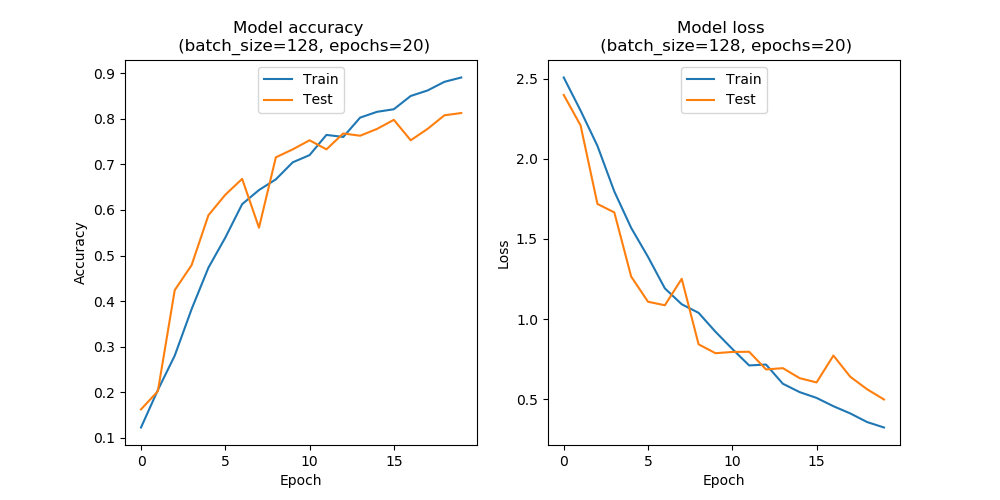 Model accuracy
(batch_size=128, epochs=20)
Train
Test
0.9
0.8
0.7
0.6
0.5
0.4
0.3
0.2
0.1
Accuracy
0
5
10
15
Epoch
Model loss
(batch_size=128, epochs=20)
Train
Test
2.5
2.0
1.5
1.0
0.5
Loss
0
5
10
15
Epoch